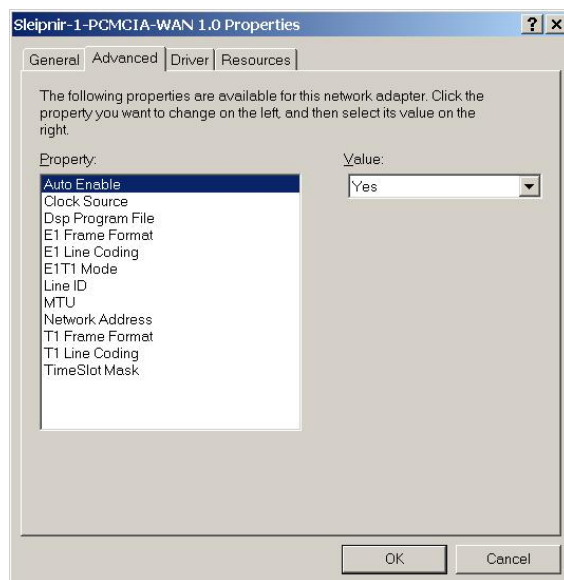 Sleipnir-1-PCMCIA-WAN 1.0 Properties
General Advanced Driver Resources
The following properties are available for this network adapter. Click the
property you want to change on the left, and then select its value on the
right.
Property: Value:
Auto Enable Yes
Clock Source
Dsp Program File
E1 Frame Format
E1 Line Coding
E1T1 Mode
Line ID
MTU
Network Address
T1 Frame Format
T1 Line Coding
TimeSlot Mask
OK Cancel